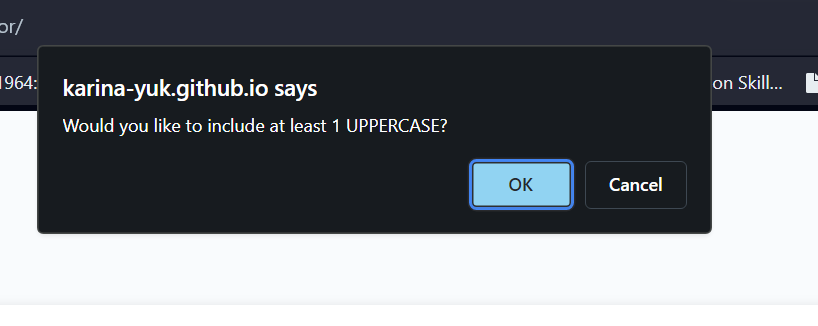 or/
1964:
on Skill...
karina-yuk.github.io says
Would you like to include at least 1 UPPERCASE?
OK Cancel